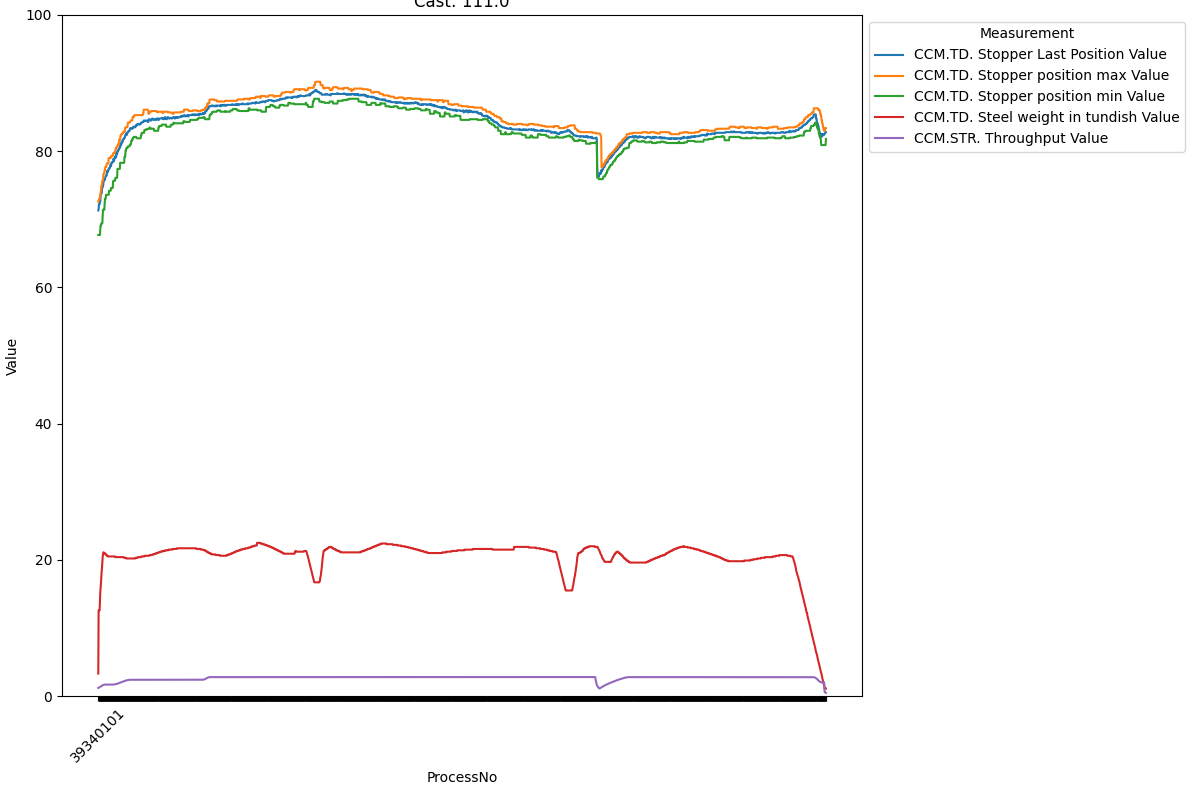 Cast: 111.0
100
80
60
40
20
0
Value
39340101
ProcessNo
Measurement
CCM.TD. Stopper Last Position Value
CCM.TD. Stopper position max Value
CCM.TD. Stopper position min Value
CCM.TD. Steel weight in tundish Value
CCM.STR. Throughput Value